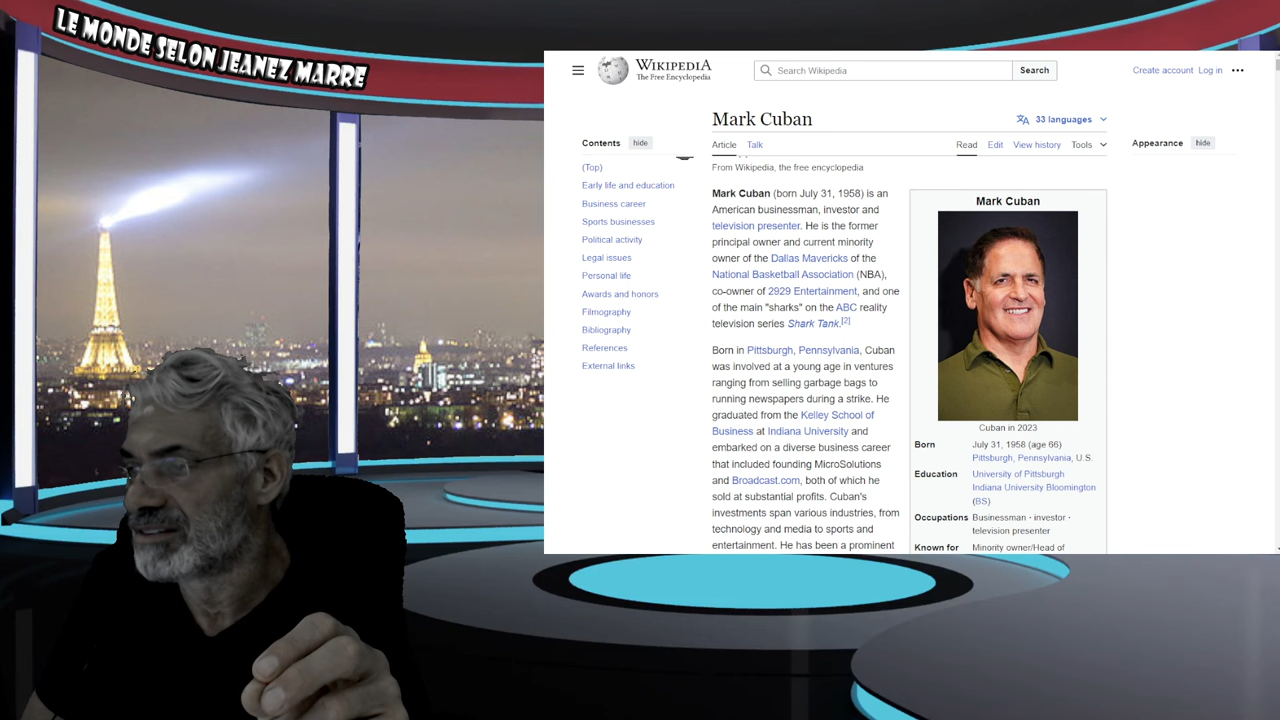 LE MONDE SELON JEANEZ MARRE
WIKIPEDIA
The Free Encyclopedia
Search Wikipedia
Search
Create account Log in
Mark Cuban
33 languages
Contents hide
Article Talk
Read Edit View history Tools
Appearance hide
From Wikipedia, the free encyclopedia
(Top)
Early life and education
Business career
Sports businesses
Political activity
Legal issues
Personal life
Awards and honors
Filmography
Bibliography
References
External links
Mark Cuban (born July 31, 1958) is an
American businessman, investor and
television presenter. He is the former
principal owner and current minority
owner of the Dallas Mavericks of the
National Basketball Association (NBA),
co-owner of 2929 Entertainment, and one
of the main "sharks" on the ABC reality
television series Shark Tank.[2]
Born in Pittsburgh, Pennsylvania, Cuban
was involved at a young age in ventures
ranging from selling garbage bags to
running newspapers during a strike. He
graduated from the Kelley School of
Business at Indiana University and
embarked on a diverse business career
that included founding MicroSolutions
and Broadcast.com, both of which he
sold at substantial profits. Cuban's
investments span various industries, from
technology and media to sports and
entertainment. He has been a prominent
Mark Cuban
Cuban in 2023
Born July 31, 1958 (age 66)
Pittsburgh, Pennsylvania, U.S.
Education University of Pittsburgh
Indiana University Bloomington
(BS)
Occupations Businessman · investor ·
television presenter
Known for Minority owner/Head of